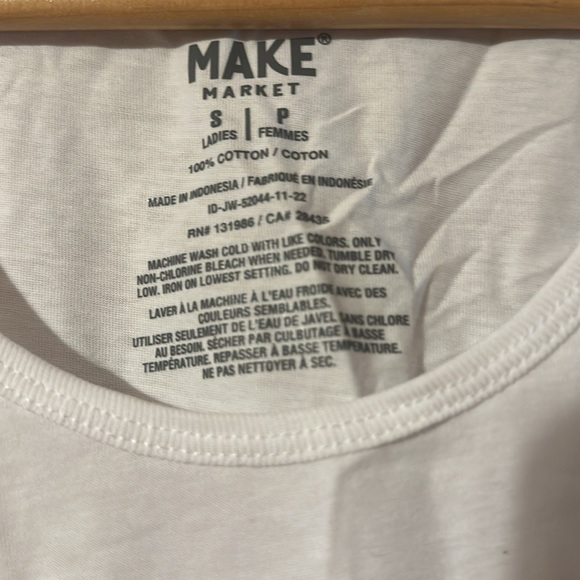 MAKE®
MARKET
S | P
LADIES | FEMMES
100% COTTON / COTON
MADE IN INDONESIA / FABRIQUÉ EN INDONÉSIE
ID-JW-52044-11-22
RN# 131986 / CA# 28435
MACHINE WASH COLD WITH LIKE COLORS. ONLY
NON-CHLORINE BLEACH WHEN NEEDED. TUMBLE DRY
LOW. IRON ON LOWEST SETTING. DO NOT DRY CLEAN.
LAVER À LA MACHINE À L'EAU FROIDE AVEC DES
COULEURS SEMBLABLES.
UTILISER SEULEMENT DE L'EAU DE JAVEL SANS CHLORE
AU BESOIN. SÉCHER PAR CULBUTAGE À BASSE
TEMPÉRATURE. REPASSER À BASSE TEMPÉRATURE.
NE PAS NETTOYER À SEC.